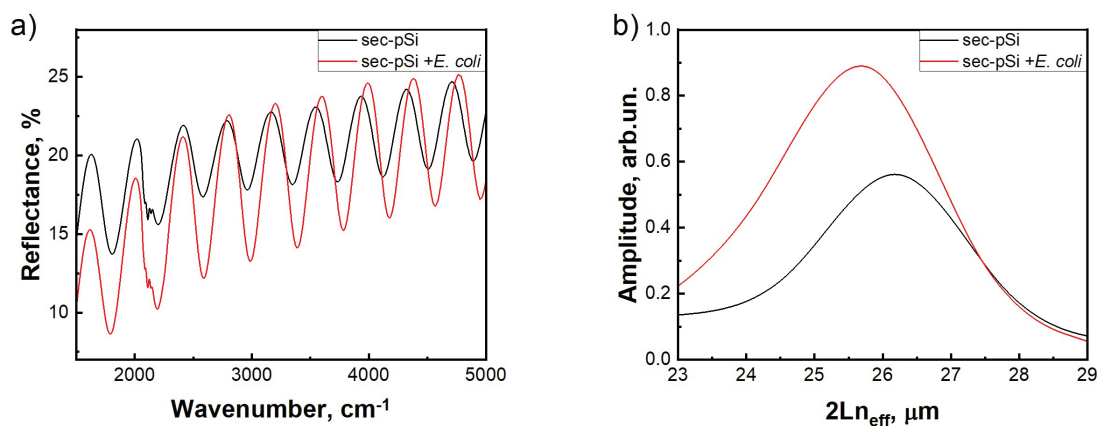 a)
sec-pSi
sec-pSi +E. coli
25
20
15
10
Reflectance, %
2000 3000 4000 5000
Wavenumber, cm⁻¹
b)
sec-pSi
sec-pSi +E. coli
1.0
0.8
0.6
0.4
0.2
0.0
Amplitude, arb.un.
23 24 25 26 27 28 29
2Lnₑff, μm